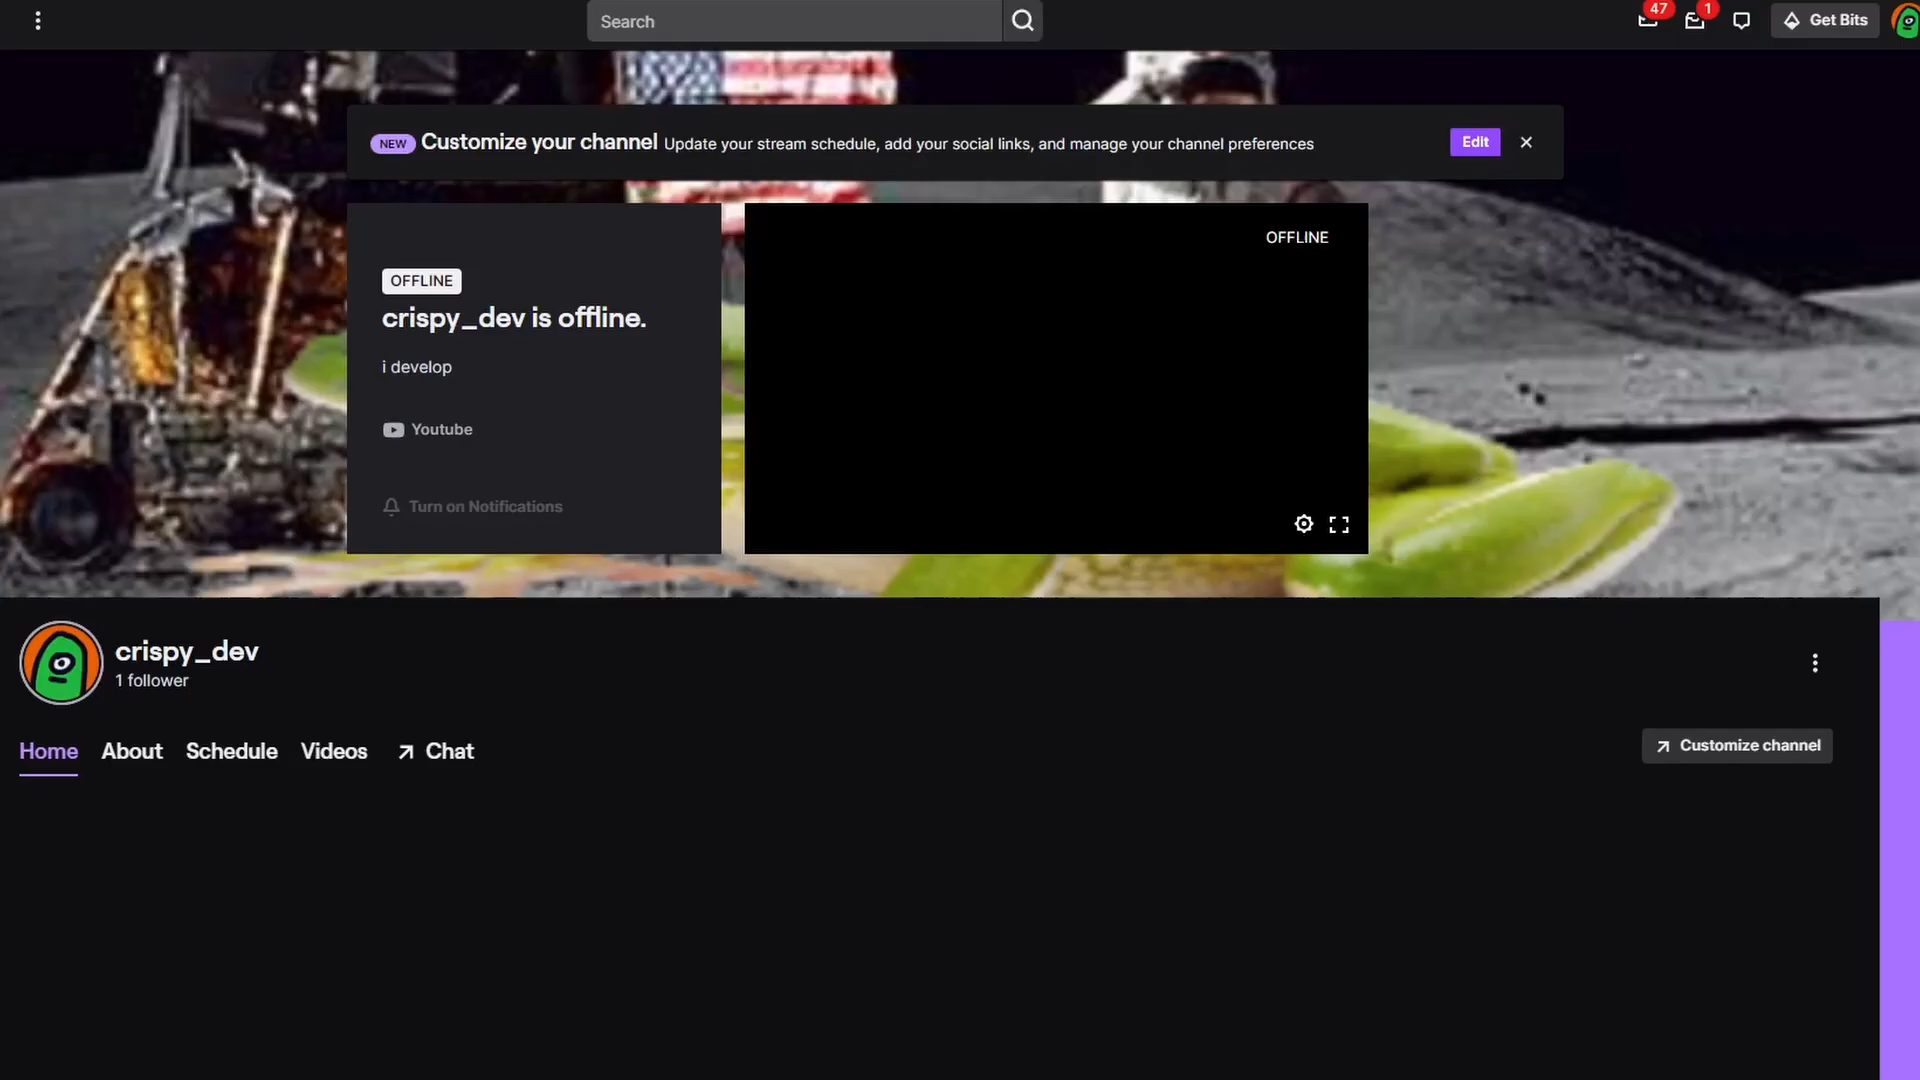 Search
47
1
Get Bits
NEW Customize your channel Update your stream schedule, add your social links, and manage your channel preferences
Edit
OFFLINE
OFFLINE
crispy_dev is offline.
i develop
Youtube
Turn on Notifications
crispy_dev
1 follower
Home About Schedule Videos Chat
Customize channel